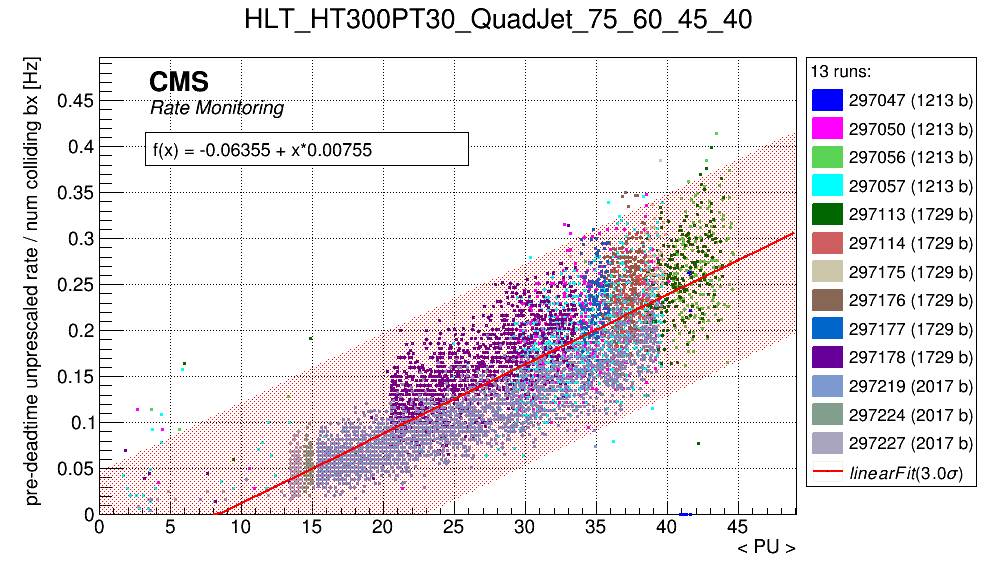 HLT_HT300PT30_QuadJet_75_60_45_40
pre-deadtime unprescaled rate / num colliding bx [Hz]
CMS
Rate Monitoring
f(x) = -0.06355 + x*0.00755
0.45
0.4
0.35
0.3
0.25
0.2
0.15
0.1
0.05
0
0 5 10 15 20 25 30 35 40 45
< PU >
13 runs:
297047 (1213 b)
297050 (1213 b)
297056 (1213 b)
297057 (1213 b)
297113 (1729 b)
297114 (1729 b)
297175 (1729 b)
297176 (1729 b)
297177 (1729 b)
297178 (1729 b)
297219 (2017 b)
297224 (2017 b)
297227 (2017 b)
linearFit(3.0σ)